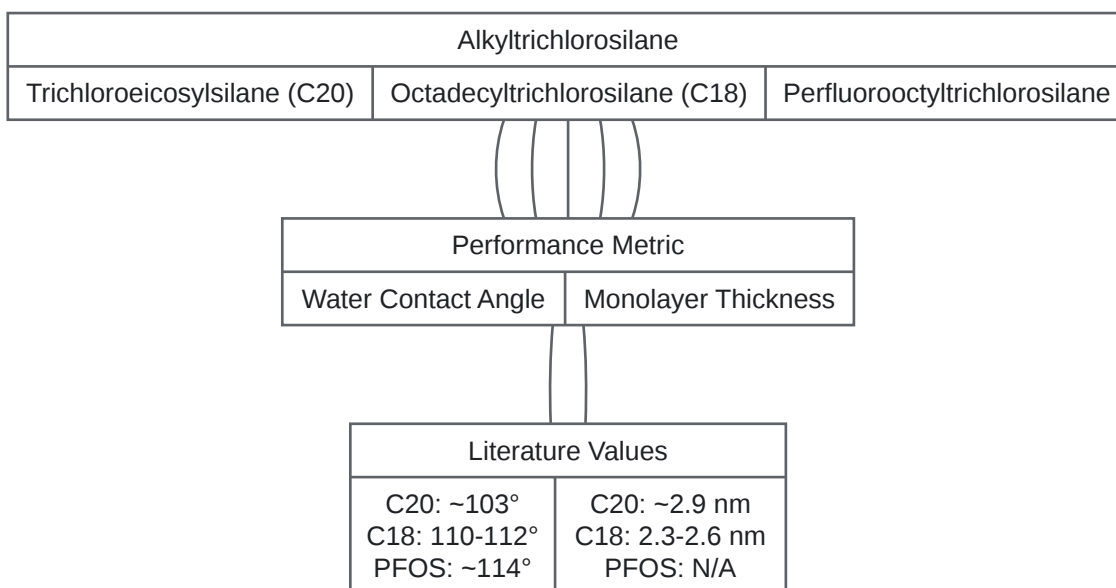 Alkyltrichlorosilane
Trichloroeicosylsilane (C20)
Octadecyltrichlorosilane (C18)
Perfluorooctyltrichlorosilane
Performance Metric
Water Contact Angle
Monolayer Thickness
Literature Values
C20: ~103°
C18: 110-112°
PFOS: ~114°
C20: ~2.9 nm
C18: 2.3-2.6 nm
PFOS: N/A